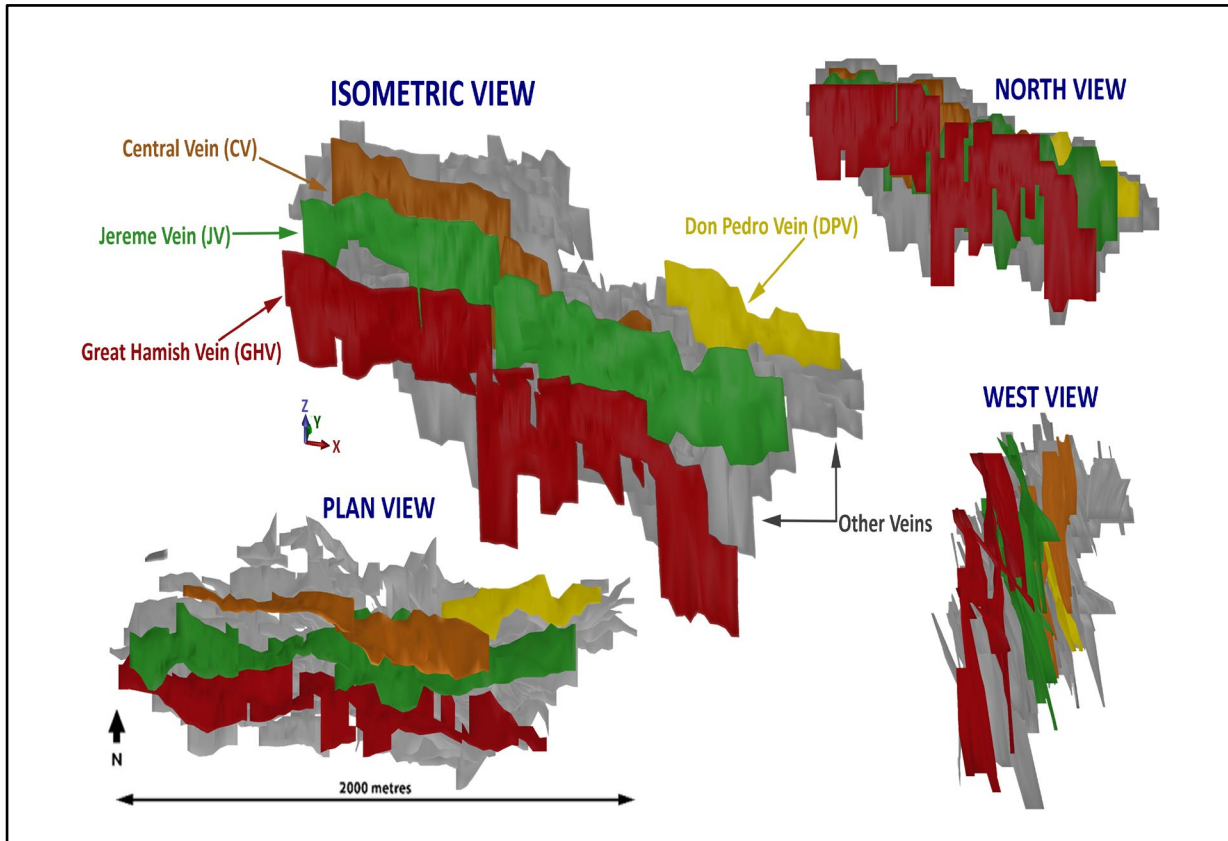 ISOMETRIC VIEW
NORTH VIEW
Central Vein (CV)
Jereme Vein (JV)
Don Pedro Vein (DPV)
Great Hamish Vein (GHV)
Z
Y
X
WEST VIEW
PLAN VIEW
Other Veins
N
2000 metres